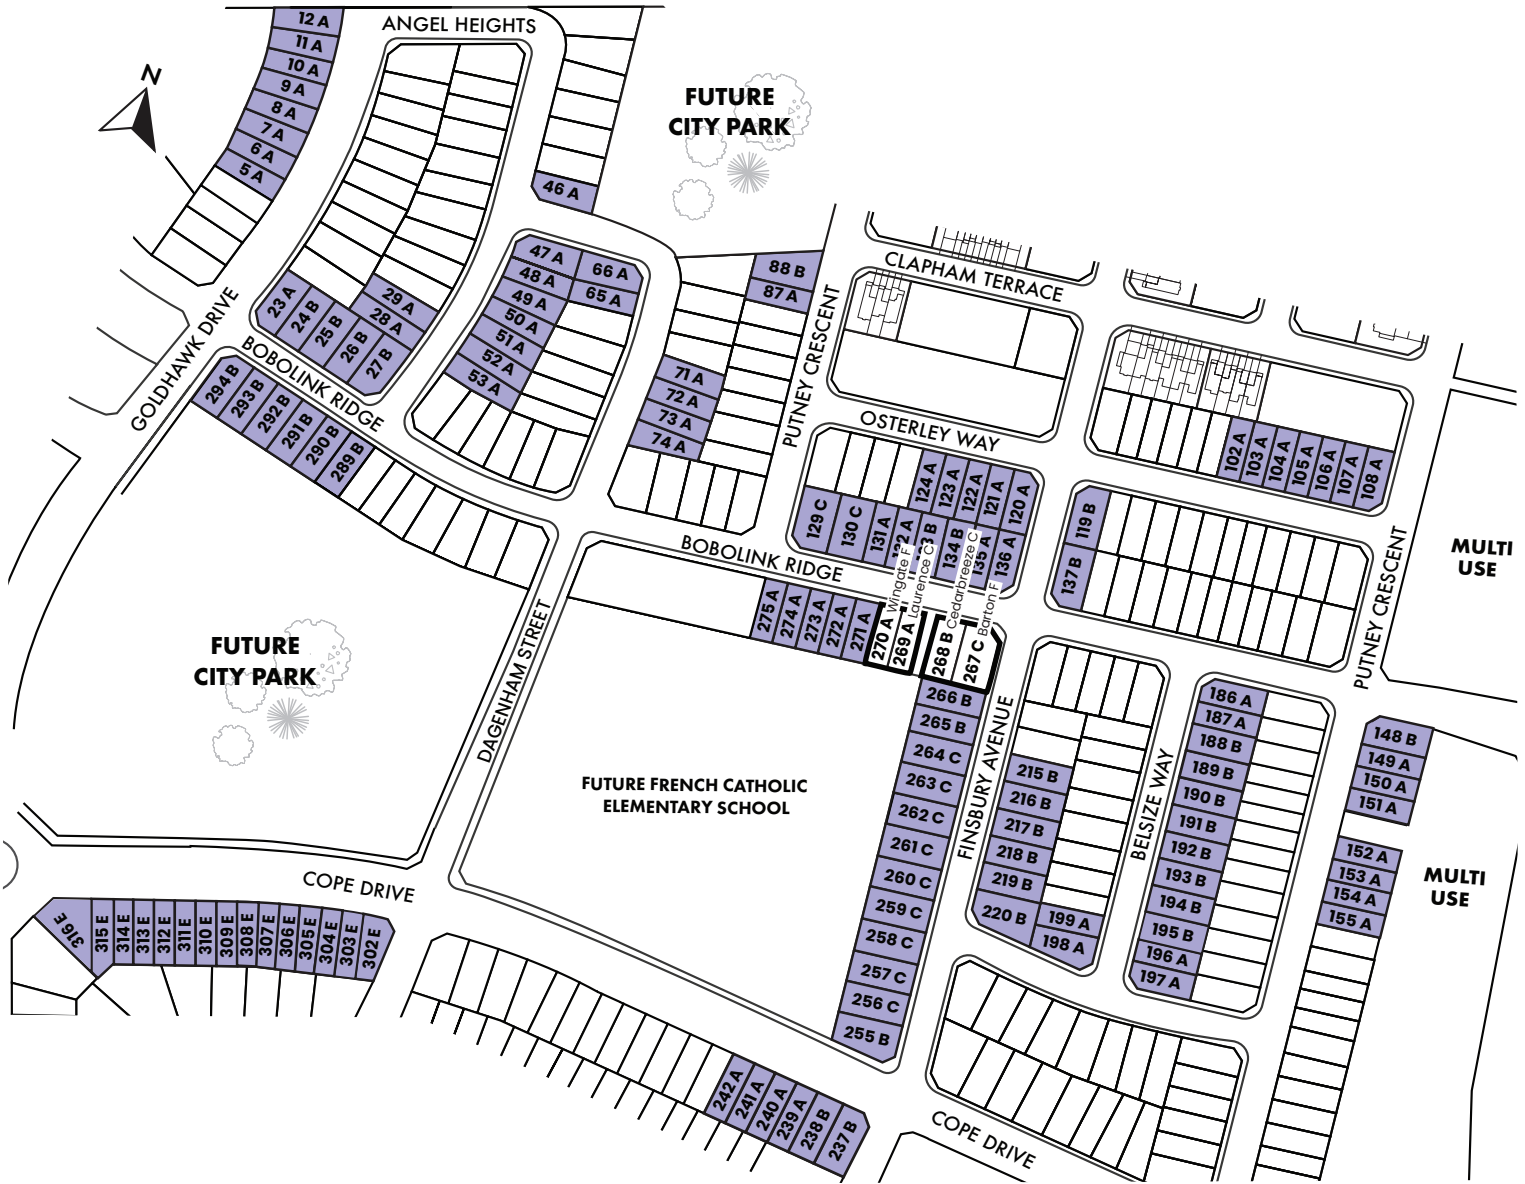 12 A
11 A
10 A
9 A
8 A
7 A
6 A
5 A
ANGEL HEIGHTS
N
46 A
FUTURE
CITY PARK
47 A
48 A
49 A
50 A
51 A
52 A
53 A
66 A
65 A
88 B
87 A
CLAPHAM TERRACE
23 A
24 B
25 B
26 B
27 B
28 A
29 A
GOLDHAWK DRIVE
BOBOLINK RIDGE
294 B
293 B
292 B
291 B
290 B
289 B
71 A
72 A
73 A
74 A
PUTNEY CRESCENT
OSTERLEY WAY
102 A
103 A
104 A
105 A
106 A
107 A
108 A
124 A
123 A
122 A
121 A
120 A
129 C
130 C
131 A
134 B
135 A
136 A
119 B
137 B
PUTNEY CRESCENT
MULTI
USE
BOBOLINK RIDGE
Wingate F
Laurence C
Cedarbreeze C
Barton F
275 A
274 A
273 A
272 A
271 A
270 A
269 A
268 B
267 C
FUTURE
CITY PARK
DAGENHAM STREET
FUTURE FRENCH CATHOLIC
ELEMENTARY SCHOOL
266 B
265 B
264 C
263 C
262 C
261 C
260 C
259 C
258 C
257 C
256 C
255 B
FINSBURY AVENUE
215 B
216 B
217 B
218 B
219 B
220 B
199 A
198 A
BELSIZE WAY
186 A
187 A
188 B
189 B
190 B
191 B
192 B
193 B
194 B
195 B
196 A
197 A
148 B
149 A
150 A
151 A
152 A
153 A
154 A
155 A
MULTI
USE
COPE DRIVE
316 E
315 E
314 E
313 E
312 E
311 E
310 E
309 E
308 E
307 E
306 E
305 E
304 E
303 E
302 E
242 A
241 A
240 A
239 A
238 B
237 B
COPE DRIVE